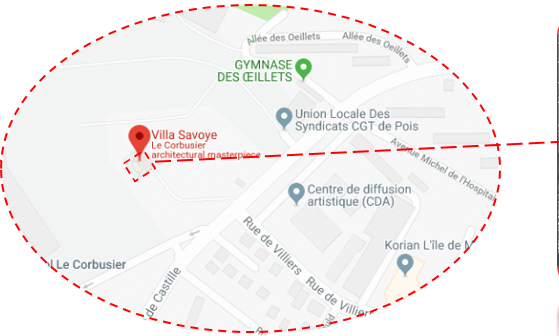 Allée des Oeillets
Allée des Oeillets
GYMNASE
DES ŒILLETS
Union Locale Des
Syndicats CGT de Pois
Villa Savoye
Le Corbusier
architectural masterpiece
Avenue Michel de l'Hospital
Centre de diffusion
artistique (CDA)
Rue de Villiers
Korian L'île de M
Le Corbusier
de Castille
Rue de Villiers